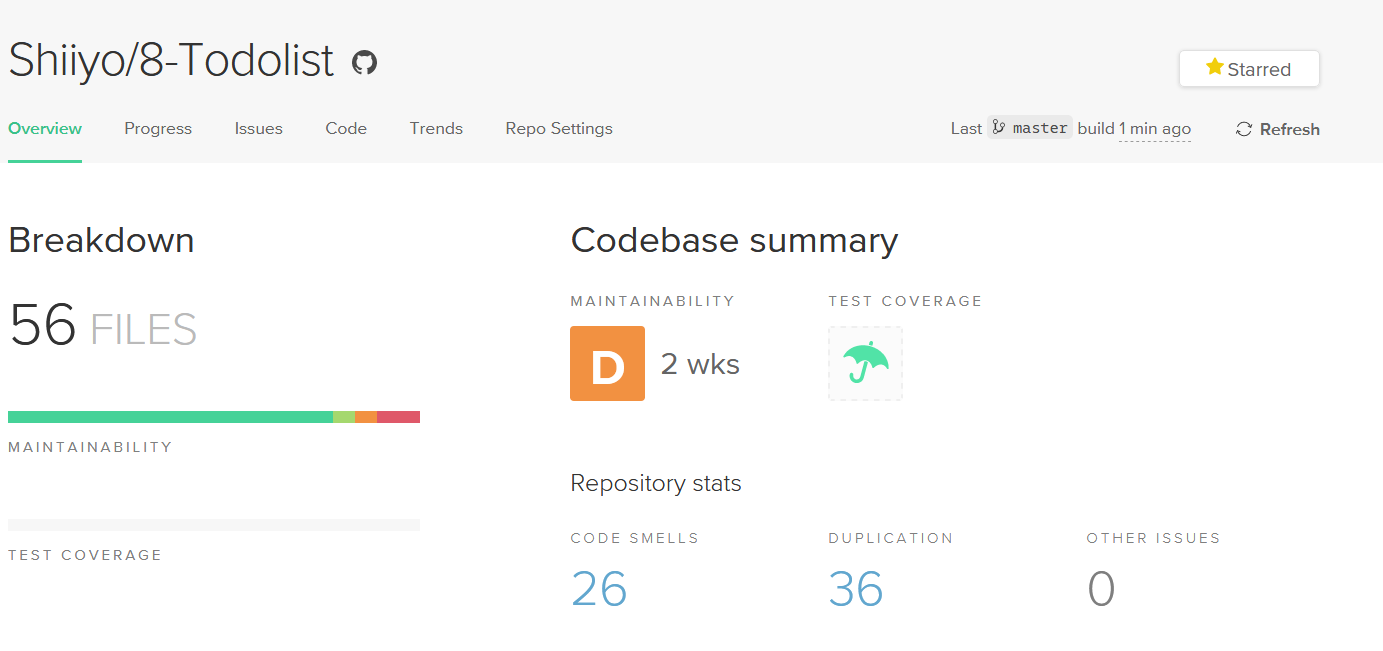 Shiiyo/8-Todolist
Starred
Overview Progress Issues Code Trends Repo Settings
Last master build 1 min ago Refresh
Breakdown
56 FILES
MAINTAINABILITY
TEST COVERAGE
Codebase summary
MAINTAINABILITY TEST COVERAGE
D 2 wks
Repository stats
CODE SMELLS DUPLICATION OTHER ISSUES
26 36 0